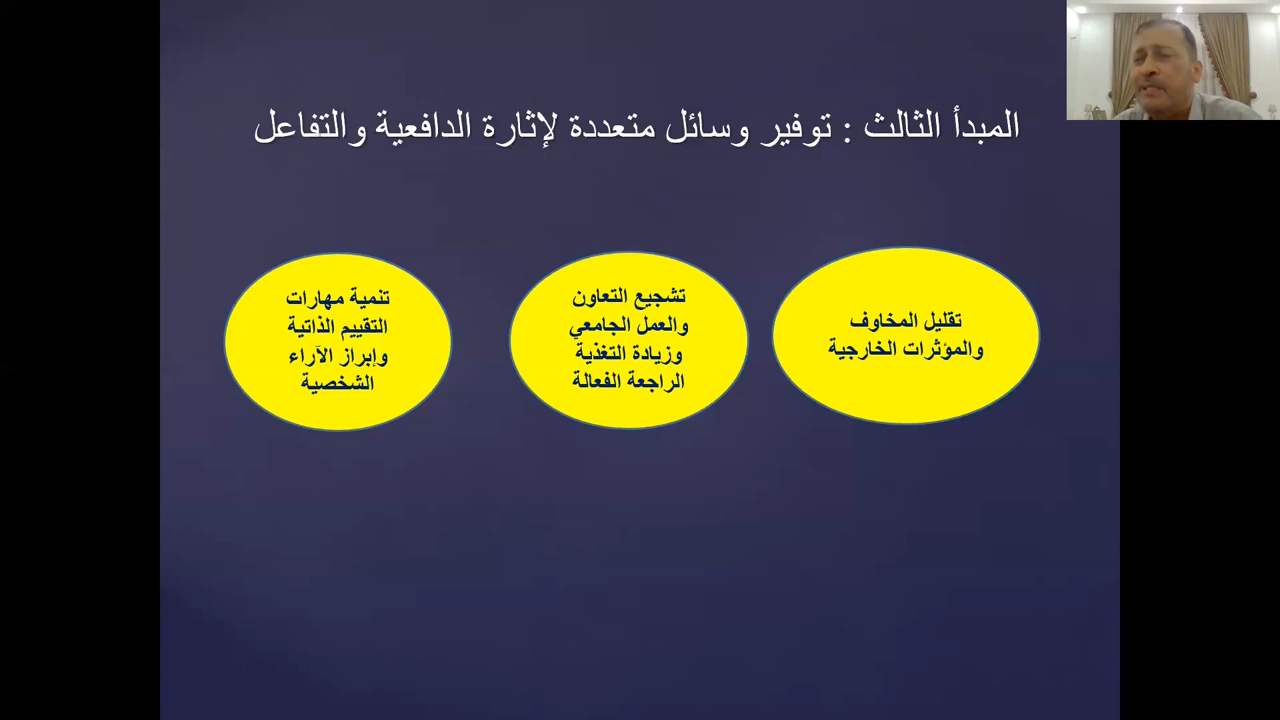 المبدأ الثالث : توفير وسائل متعددة لإثارة الدافعية والتفاعل
تقليل المخاوف
والمؤثرات الخارجية
تشجيع التعاون
والعمل الجامعي
وزيادة التغذية
الراجعة الفعالة
تنمية مهارات
التقييم الذاتية
وإبراز الآراء
الشخصية